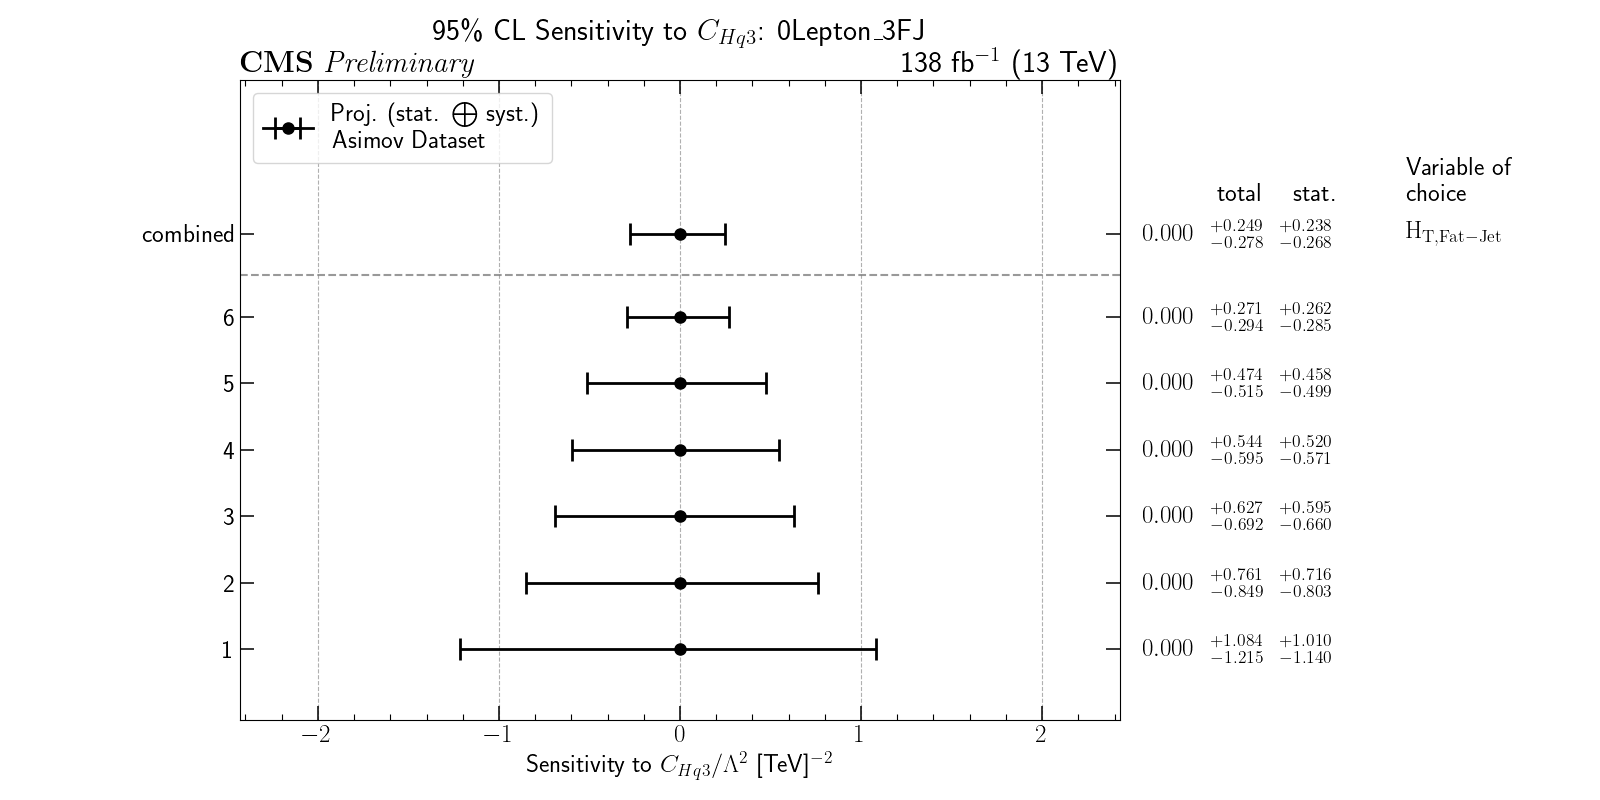 95% CL Sensitivity to C_{Hq3}: 0Lepton_3FJ
CMS Preliminary 138 fb^{-1} (13 TeV)
Proj. (stat. ⨁ syst.)
Asimov Dataset
Variable of
total stat. choice
combined 0.000 +0.249 −0.278 +0.238 −0.268 H_{T,Fat−Jet}
6 0.000 +0.271 −0.294 +0.262 −0.285
5 0.000 +0.474 −0.515 +0.458 −0.499
4 0.000 +0.544 −0.595 +0.520 −0.571
3 0.000 +0.627 −0.692 +0.595 −0.660
2 0.000 +0.761 −0.849 +0.716 −0.803
1 0.000 +1.084 −1.215 +1.010 −1.140
−2 −1 0 1 2
Sensitivity to C_{Hq3}/Λ^2 [TeV]^{−2}